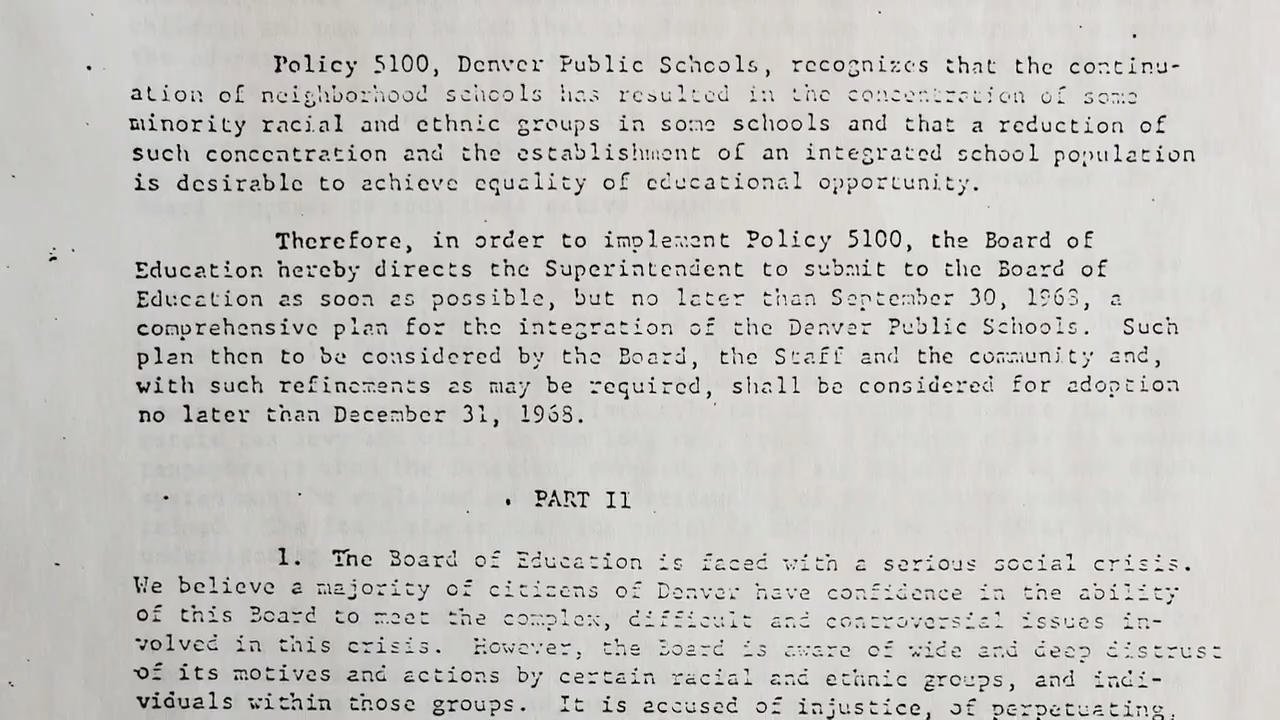 Policy 5100, Denver Public Schools, recognizes that the continu-
ation of neighborhood schools has resulted in the concentration of some
minority racial and ethnic groups in some schools and that a reduction of
such concentration and the establishment of an integrated school population
is desirable to achieve equality of educational opportunity.
Therefore, in order to implement Policy 5100, the Board of
Education hereby directs the Superintendent to submit to the Board of
Education as soon as possible, but no later than September 30, 1968, a
comprehensive plan for the integration of the Denver Public Schools. Such
plan then to be considered by the Board, the Staff and the community and,
with such refinements as may be required, shall be considered for adoption
no later than December 31, 1968.
PART II
1. The Board of Education is faced with a serious social crisis.
We believe a majority of citizens of Denver have confidence in the ability
of this Board to meet the complex, difficult and controversial issues in-
volved in this crisis. However, the Board is aware of wide and deep distrust
of its motives and actions by certain racial and ethnic groups, and indi-
viduals within those groups. It is accused of injustice, of perpetuating,